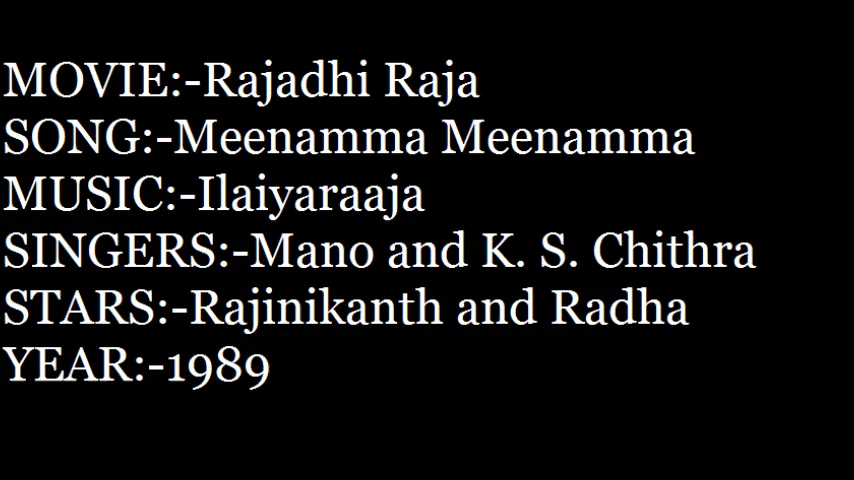 MOVIE:-Rajadhi Raja
SONG:-Meenamma Meenamma
MUSIC:-Ilaiyaraaja
SINGERS:-Mano and K. S. Chithra
STARS:-Rajinikanth and Radha
YEAR:-1989